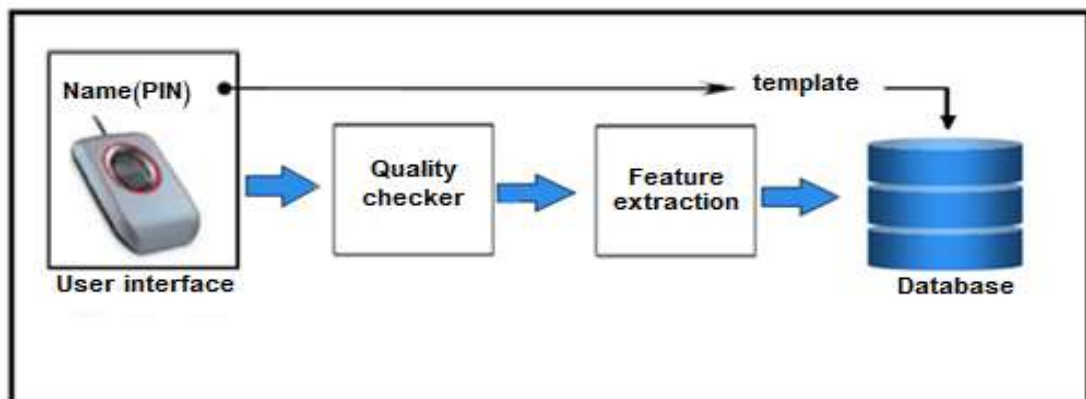 Name(PIN)
template
Quality
checker
Feature
extraction
User interface
Database